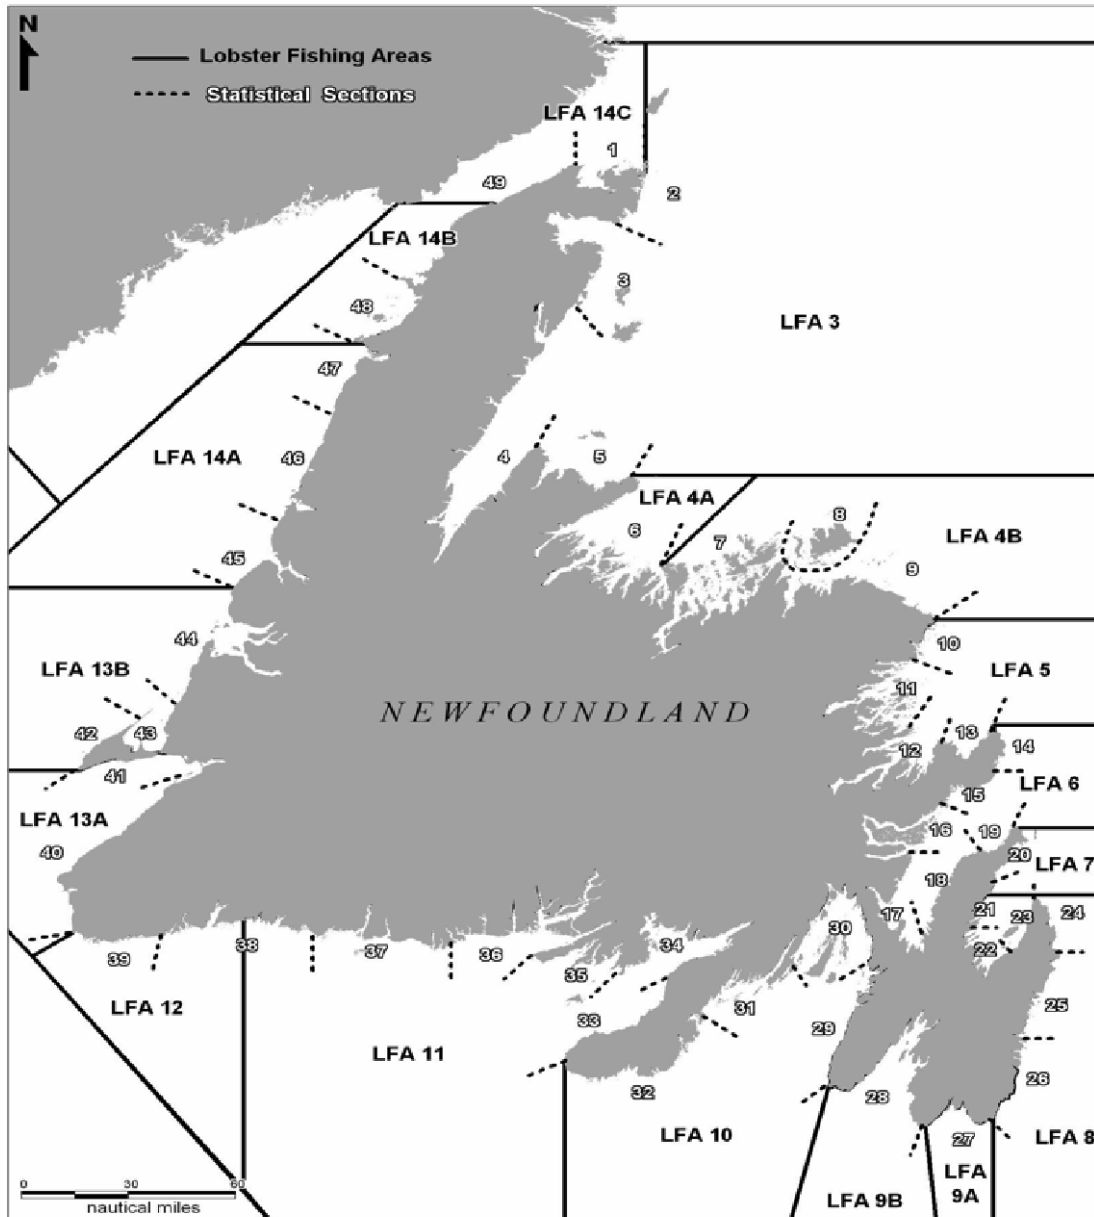 N
Lobster Fishing Areas
Statistical Sections
LFA 14C
1
49
2
LFA 14B
3
48
LFA 3
47
LFA 14A
46
4
5
LFA 4A
6
7
8
LFA 4B
9
45
44
10
LFA 5
11
LFA 13B
NEWFOUNDLAND
42
43
12
13
14
41
LFA 6
15
LFA 13A
16
19
40
20
LFA 7
18
17
21
23
24
22
30
39
38
37
36
34
35
25
LFA 12
33
31
29
LFA 11
26
32
28
LFA 10
27
LFA 8
LFA
9A
LFA 9B
0
30
60
nautical miles